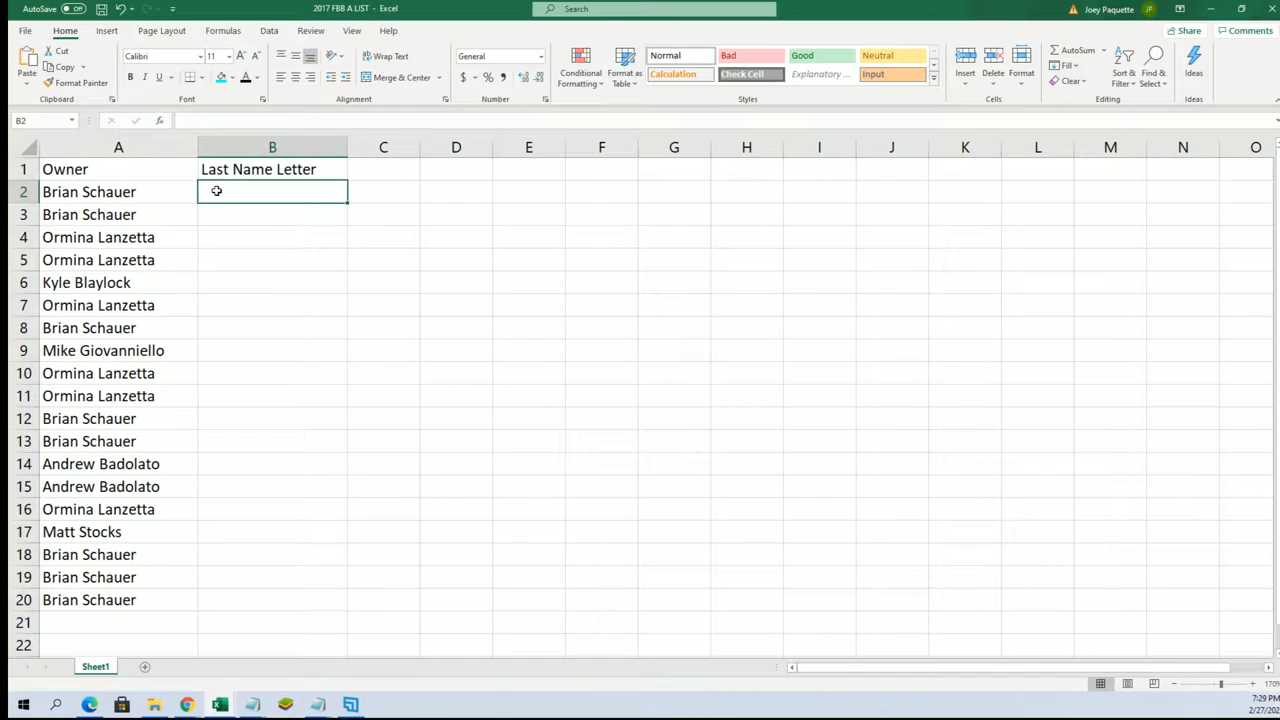 AutoSave Off 2017 FBB A LIST - Excel Search Joey Paquette JP
File Home Insert Page Layout Formulas Data Review View Help Share Comments
Paste Cut Copy Format Painter Clipboard
Calibri 11 A A B I U A Font
Wrap Text Merge & Center Alignment
General $ % , Number
Conditional Formatting Format as Table
Normal Bad Good Neutral
Calculation Check Cell Explanatory ... Input
Styles
Insert Delete Format Cells
AutoSum Fill Clear Sort & Filter Find & Select Editing
Ideas Ideas
B2 fx
A B C D E F G H I J K L M N O
1 Owner Last Name Letter
2 Brian Schauer
3 Brian Schauer
4 Ormina Lanzetta
5 Ormina Lanzetta
6 Kyle Blaylock
7 Ormina Lanzetta
8 Brian Schauer
9 Mike Giovanniello
10 Ormina Lanzetta
11 Ormina Lanzetta
12 Brian Schauer
13 Brian Schauer
14 Andrew Badolato
15 Andrew Badolato
16 Ormina Lanzetta
17 Matt Stocks
18 Brian Schauer
19 Brian Schauer
20 Brian Schauer
21
22
Sheet1
170%
7:29 PM
2/27/202